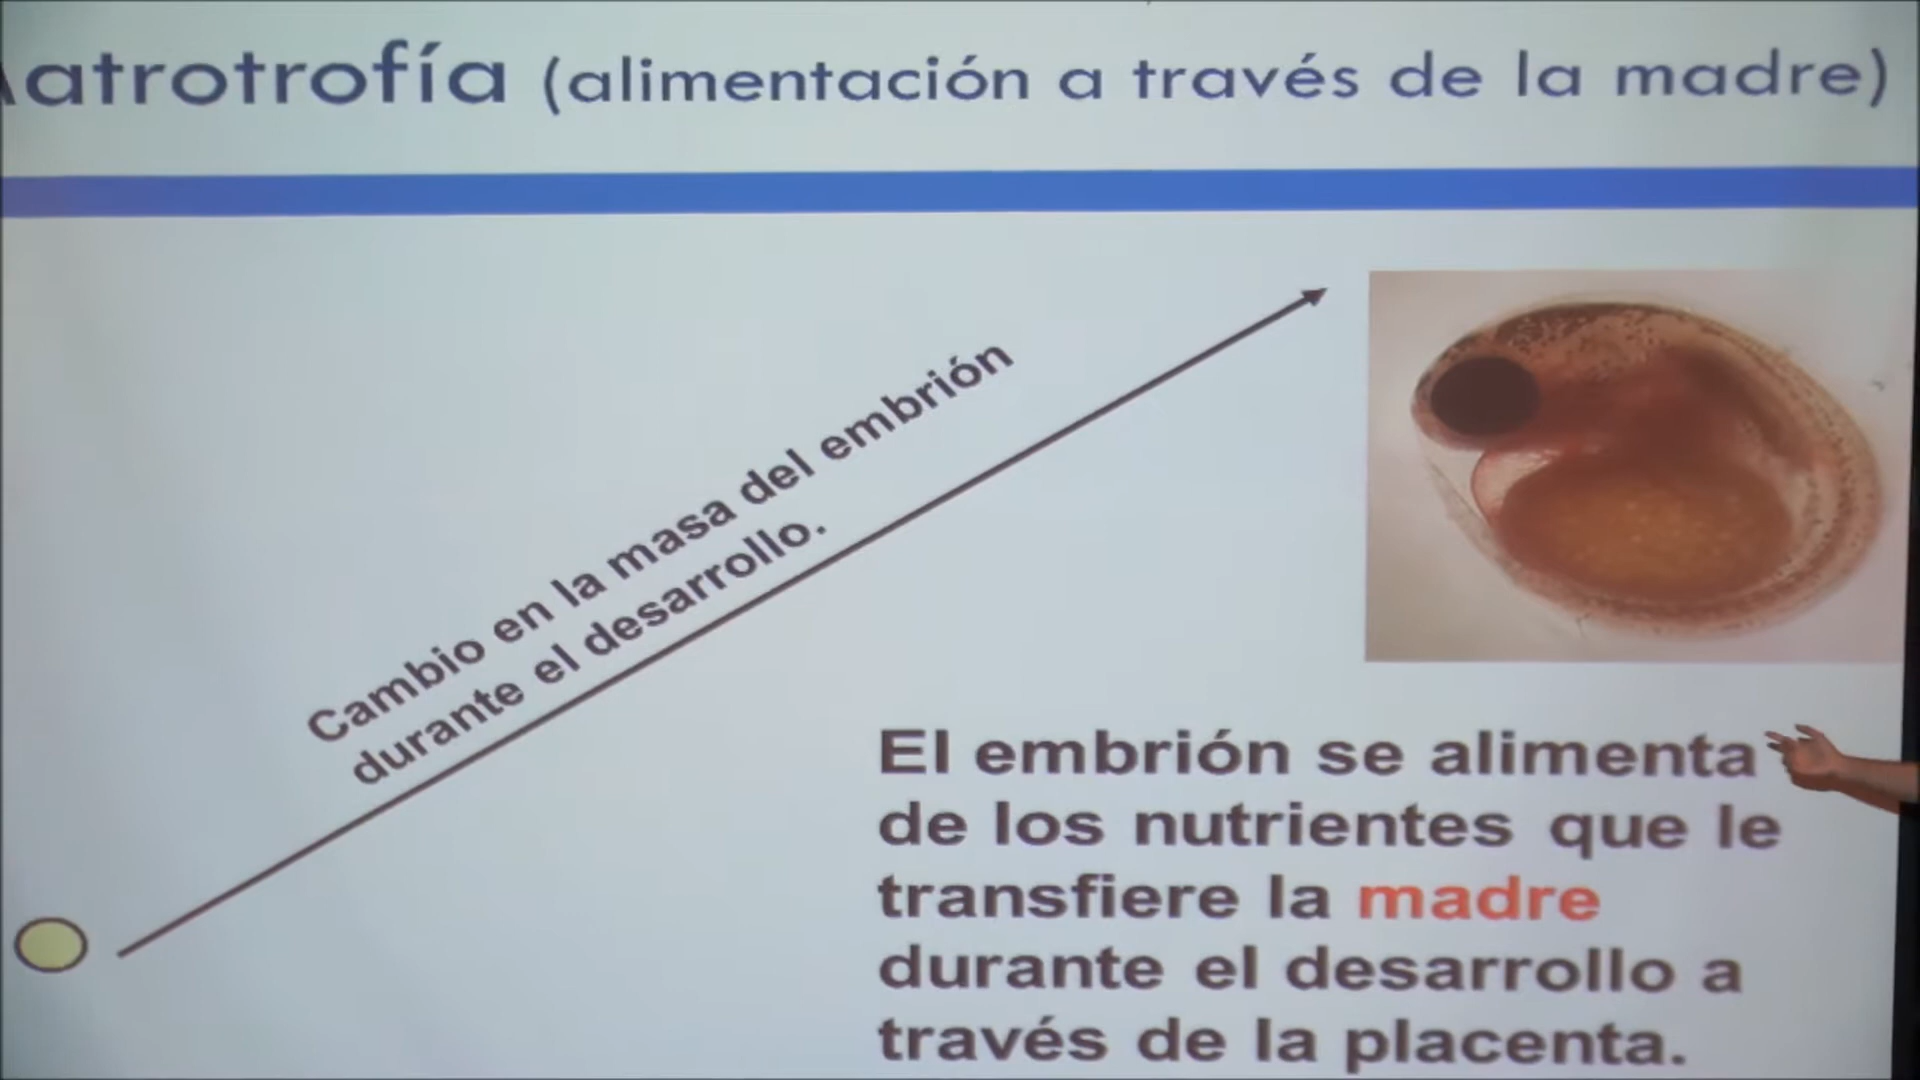 atrotrofía (alimentación a través de la madre)
Cambio en la masa del embrión
durante el desarrollo.
El embrión se alimenta
de los nutrientes que le
transfiere la madre
durante el desarrollo a
través de la placenta.